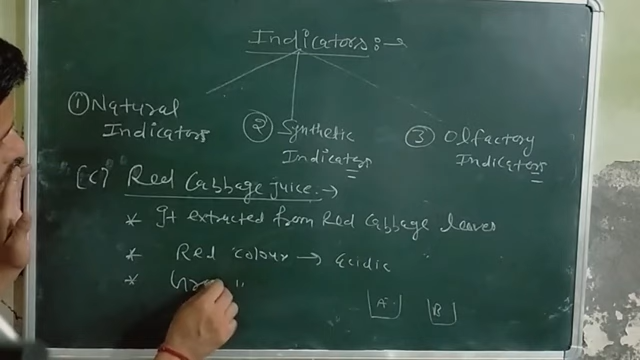 Indicators :→
① Natural Indicators
② Synthetic Indicators
③ Olfactory Indicators
[C] Red Cabbage juice. →
* It extracted from Red Cabbage leaves
* Red colour → acidic
* Gre "
A B